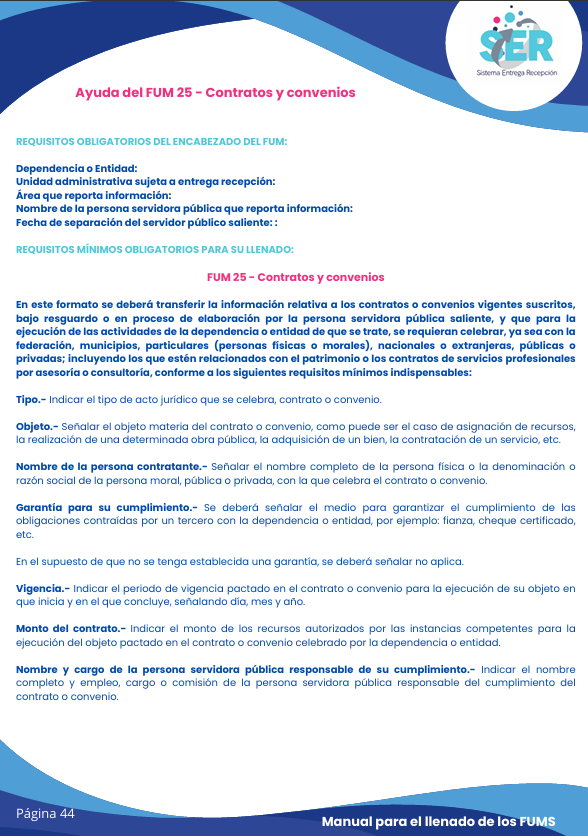 SER
Sistema Entrega Recepción
Ayuda del FUM 25 - Contratos y convenios
REQUISITOS OBLIGATORIOS DEL ENCABEZADO DEL FUM:
Dependencia o Entidad:
Unidad administrativa sujeta a entrega recepción:
Área que reporta información:
Nombre de la persona servidora pública que reporta información:
Fecha de separación del servidor público saliente: :
REQUISITOS MÍNIMOS OBLIGATORIOS PARA SU LLENADO:
FUM 25 - Contratos y convenios
En este formato se deberá transferir la información relativa a los contratos o convenios vigentes suscritos,
bajo resguardo o en proceso de elaboración por la persona servidora pública saliente, y que para la
ejecución de las actividades de la dependencia o entidad de que se trate, se requieran celebrar, ya sea con la
federación, municipios, particulares (personas físicas o morales), nacionales o extranjeras, públicas o
privadas; incluyendo los que estén relacionados con el patrimonio o los contratos de servicios profesionales
por asesoría o consultoría, conforme a los siguientes requisitos mínimos indispensables:
Tipo.- Indicar el tipo de acto jurídico que se celebra, contrato o convenio.
Objeto.- Señalar el objeto materia del contrato o convenio, como puede ser el caso de asignación de recursos,
la realización de una determinada obra pública, la adquisición de un bien, la contratación de un servicio, etc.
Nombre de la persona contratante.- Señalar el nombre completo de la persona física o la denominación o
razón social de la persona moral, pública o privada, con la que celebra el contrato o convenio.
Garantía para su cumplimiento.- Se deberá señalar el medio para garantizar el cumplimiento de las
obligaciones contraídas por un tercero con la dependencia o entidad, por ejemplo: fianza, cheque certificado,
etc.
En el supuesto de que no se tenga establecida una garantía, se deberá señalar no aplica.
Vigencia.- Indicar el periodo de vigencia pactado en el contrato o convenio para la ejecución de su objeto en
que inicia y en el que concluye, señalando día, mes y año.
Monto del contrato.- Indicar el monto de los recursos autorizados por las instancias competentes para la
ejecución del objeto pactado en el contrato o convenio celebrado por la dependencia o entidad.
Nombre y cargo de la persona servidora pública responsable de su cumplimiento.- Indicar el nombre
completo y empleo, cargo o comisión de la persona servidora pública responsable del cumplimiento del
contrato o convenio.
Página 44
Manual para el llenado de los FUMS